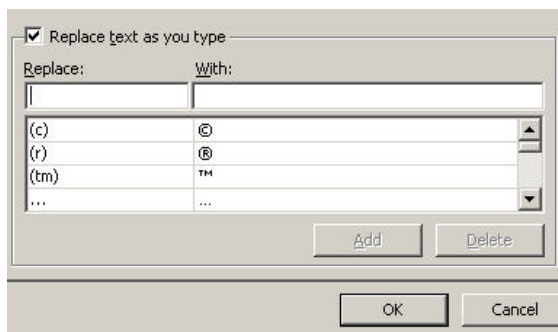 Replace text as you type
Replace: With:
(c) ©
(r) ®
(tm) ™
... ...
Add Delete
OK Cancel